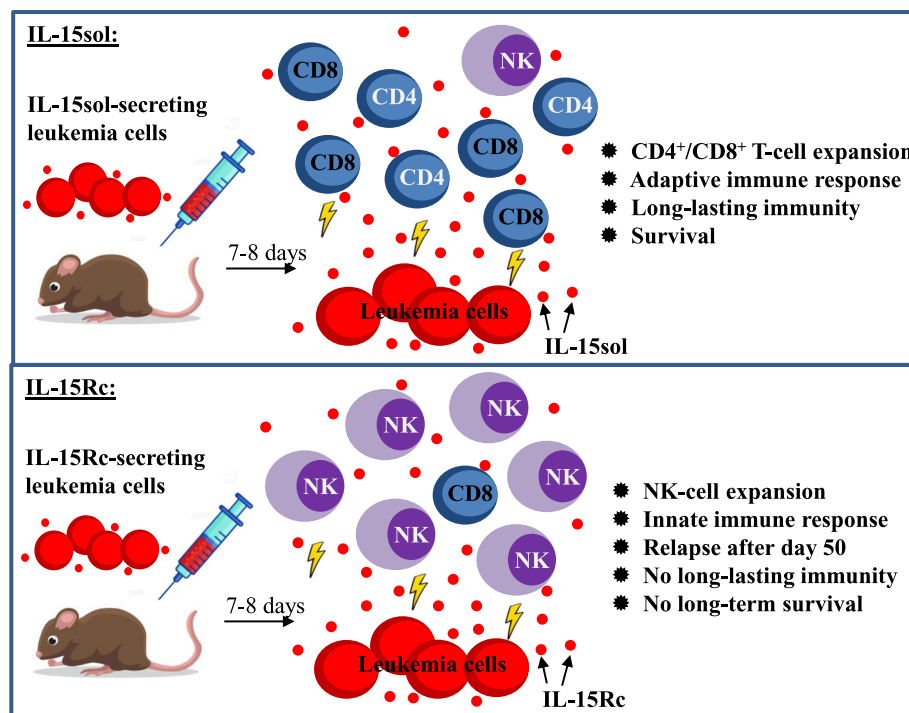 IL-15sol:
IL-15sol-secreting
leukemia cells
7-8 days
CD8
NK
CD4
CD4
CD8
CD8
CD4
CD8
Leukemia cells
IL-15sol
CD4⁺/CD8⁺ T-cell expansion
Adaptive immune response
Long-lasting immunity
Survival
IL-15Rc:
IL-15Rc-secreting
leukemia cells
7-8 days
NK
NK
NK
CD8
NK
NK
NK
Leukemia cells
IL-15Rc
NK-cell expansion
Innate immune response
Relapse after day 50
No long-lasting immunity
No long-term survival